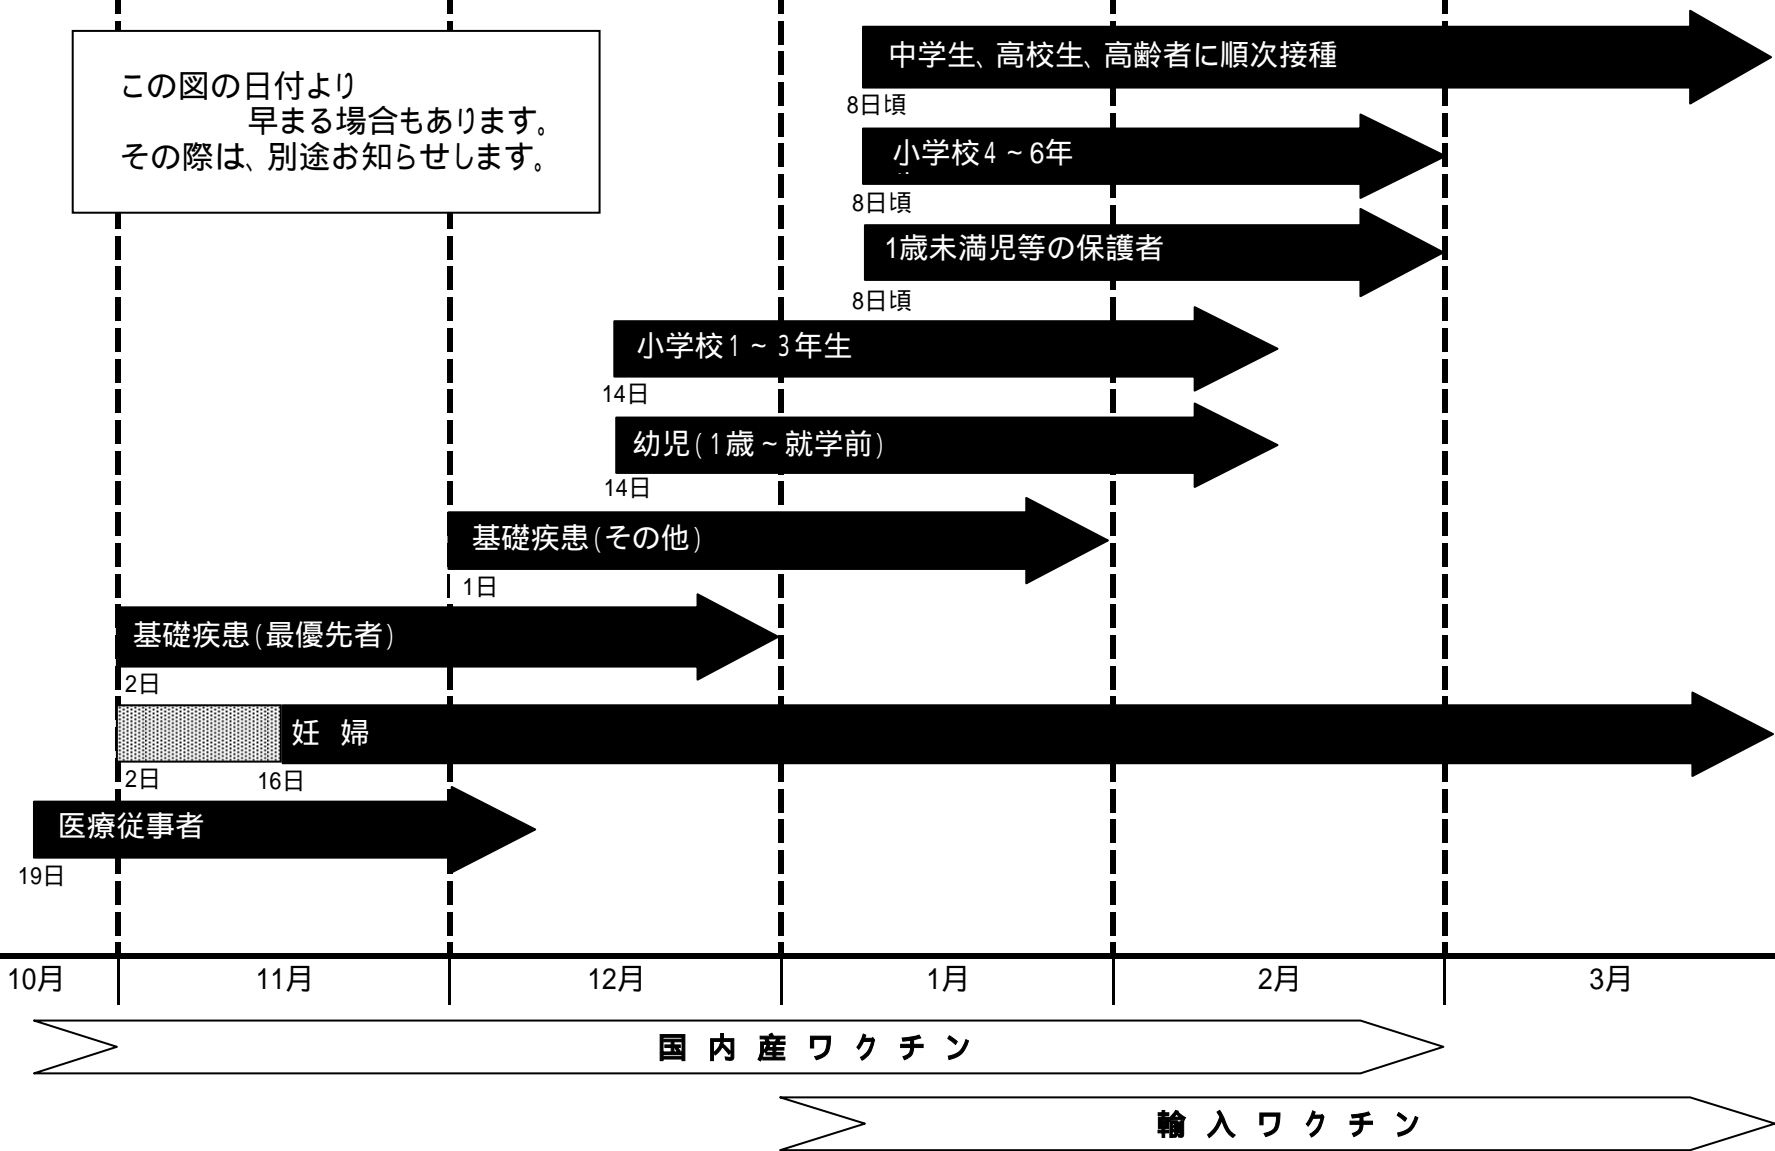 この図の日付より
早まる場合もあります。
その際は、別途お知らせします。
中学生、高校生、高齢者に順次接種
8日頃
小学校4~6年
8日頃
1歳未満児等の保護者
8日頃
小学校1~3年生
14日
幼児(1歳~就学前)
14日
基礎疾患(その他)
1日
基礎疾患(最優先者)
2日
妊 婦
2日 16日
医療従事者
19日
10月 11月 12月 1月 2月 3月
国内産ワクチン
輸入ワクチン